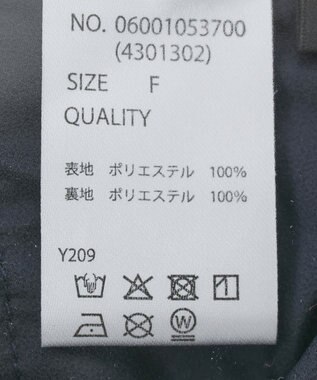 NO. 06001053700
(4301302)
SIZE F
QUALITY
表地 ポリエステル 100%
裏地 ポリエステル 100%
Y209
W